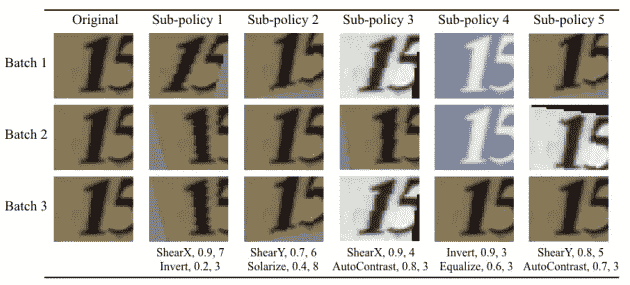 Original Sub-policy 1 Sub-policy 2 Sub-policy 3 Sub-policy 4 Sub-policy 5
Batch 1 15 15 15 15 15 15
Batch 2 15 15 15 15 15 15
Batch 3 15 15 15 15 15 15
ShearX, 0.9, 7 ShearY, 0.7, 6 ShearX, 0.9, 4 Invert, 0.9, 3 ShearY, 0.8, 5
Invert, 0.2, 3 Solarize, 0.4, 8 AutoContrast, 0.8, 3 Equalize, 0.6, 3 AutoContrast, 0.7, 3